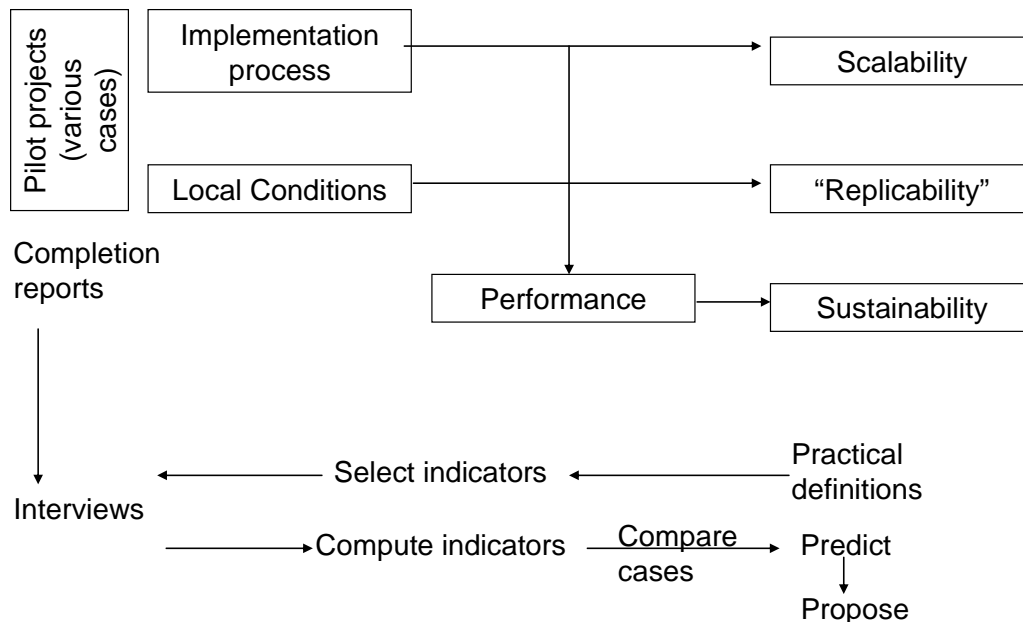 Pilot projects
(various
cases)
Implementation
process
Scalability
Local Conditions
“Replicability”
Completion
reports
Performance
Sustainability
Select indicators
Practical
definitions
Interviews
Compute indicators
Compare
cases
Predict
Propose